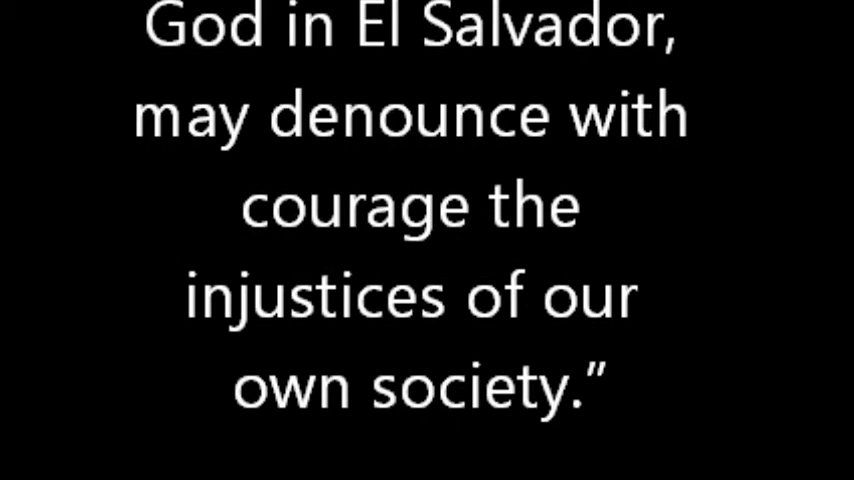 God in El Salvador,
may denounce with
courage the
injustices of our
own society.”